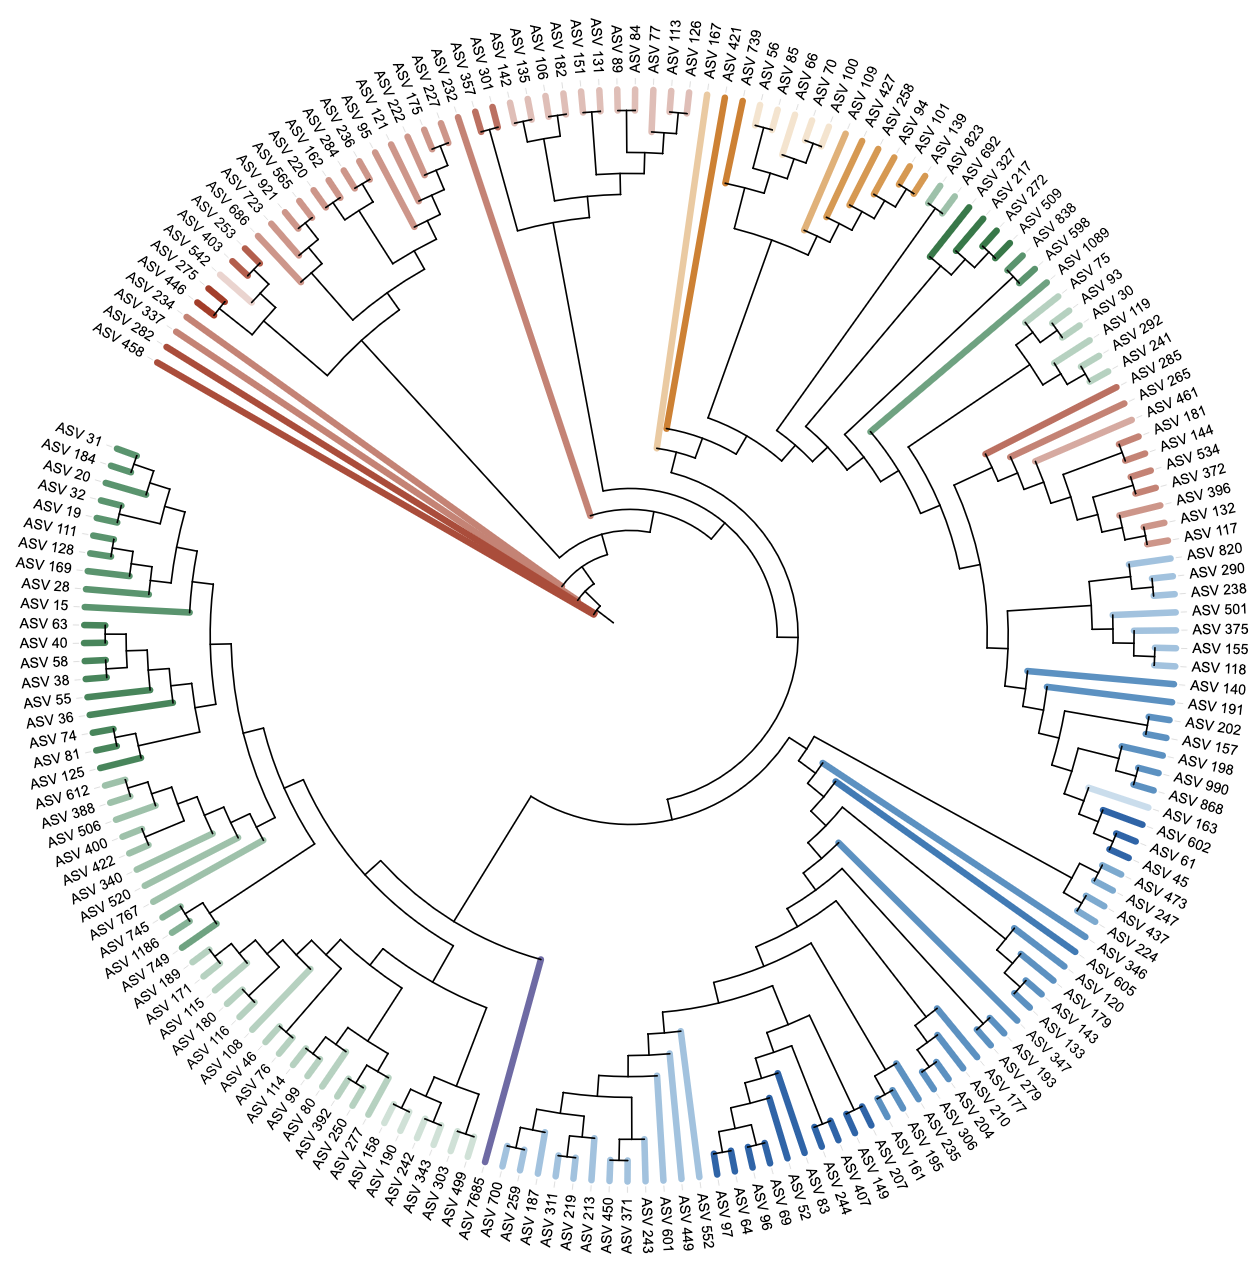 ASV 458
ASV 282
ASV 337
ASV 234
ASV 446
ASV 275
ASV 542
ASV 403
ASV 253
ASV 686
ASV 723
ASV 921
ASV 565
ASV 220
ASV 162
ASV 284
ASV 236
ASV 95
ASV 121
ASV 222
ASV 175
ASV 227
ASV 232
ASV 357
ASV 301
ASV 142
ASV 135
ASV 106
ASV 182
ASV 151
ASV 131
ASV 89
ASV 84
ASV 77
ASV 113
ASV 126
ASV 167
ASV 421
ASV 739
ASV 56
ASV 85
ASV 66
ASV 70
ASV 100
ASV 109
ASV 427
ASV 258
ASV 94
ASV 101
ASV 139
ASV 823
ASV 692
ASV 327
ASV 217
ASV 272
ASV 509
ASV 838
ASV 598
ASV 1089
ASV 75
ASV 93
ASV 30
ASV 119
ASV 292
ASV 241
ASV 285
ASV 265
ASV 461
ASV 181
ASV 144
ASV 534
ASV 372
ASV 396
ASV 132
ASV 117
ASV 820
ASV 290
ASV 238
ASV 501
ASV 375
ASV 155
ASV 118
ASV 140
ASV 191
ASV 202
ASV 157
ASV 198
ASV 990
ASV 868
ASV 163
ASV 602
ASV 61
ASV 45
ASV 473
ASV 247
ASV 437
ASV 224
ASV 346
ASV 605
ASV 120
ASV 179
ASV 143
ASV 133
ASV 347
ASV 193
ASV 279
ASV 177
ASV 210
ASV 204
ASV 306
ASV 235
ASV 195
ASV 161
ASV 207
ASV 149
ASV 407
ASV 244
ASV 83
ASV 52
ASV 69
ASV 96
ASV 64
ASV 97
ASV 552
ASV 449
ASV 601
ASV 243
ASV 371
ASV 450
ASV 213
ASV 219
ASV 311
ASV 187
ASV 259
ASV 700
ASV 7685
ASV 499
ASV 303
ASV 343
ASV 242
ASV 190
ASV 158
ASV 277
ASV 250
ASV 392
ASV 80
ASV 99
ASV 114
ASV 76
ASV 46
ASV 108
ASV 116
ASV 180
ASV 115
ASV 171
ASV 189
ASV 749
ASV 1186
ASV 745
ASV 767
ASV 520
ASV 340
ASV 422
ASV 400
ASV 506
ASV 388
ASV 612
ASV 125
ASV 81
ASV 74
ASV 36
ASV 55
ASV 38
ASV 58
ASV 40
ASV 63
ASV 15
ASV 28
ASV 169
ASV 128
ASV 111
ASV 19
ASV 32
ASV 20
ASV 184
ASV 31